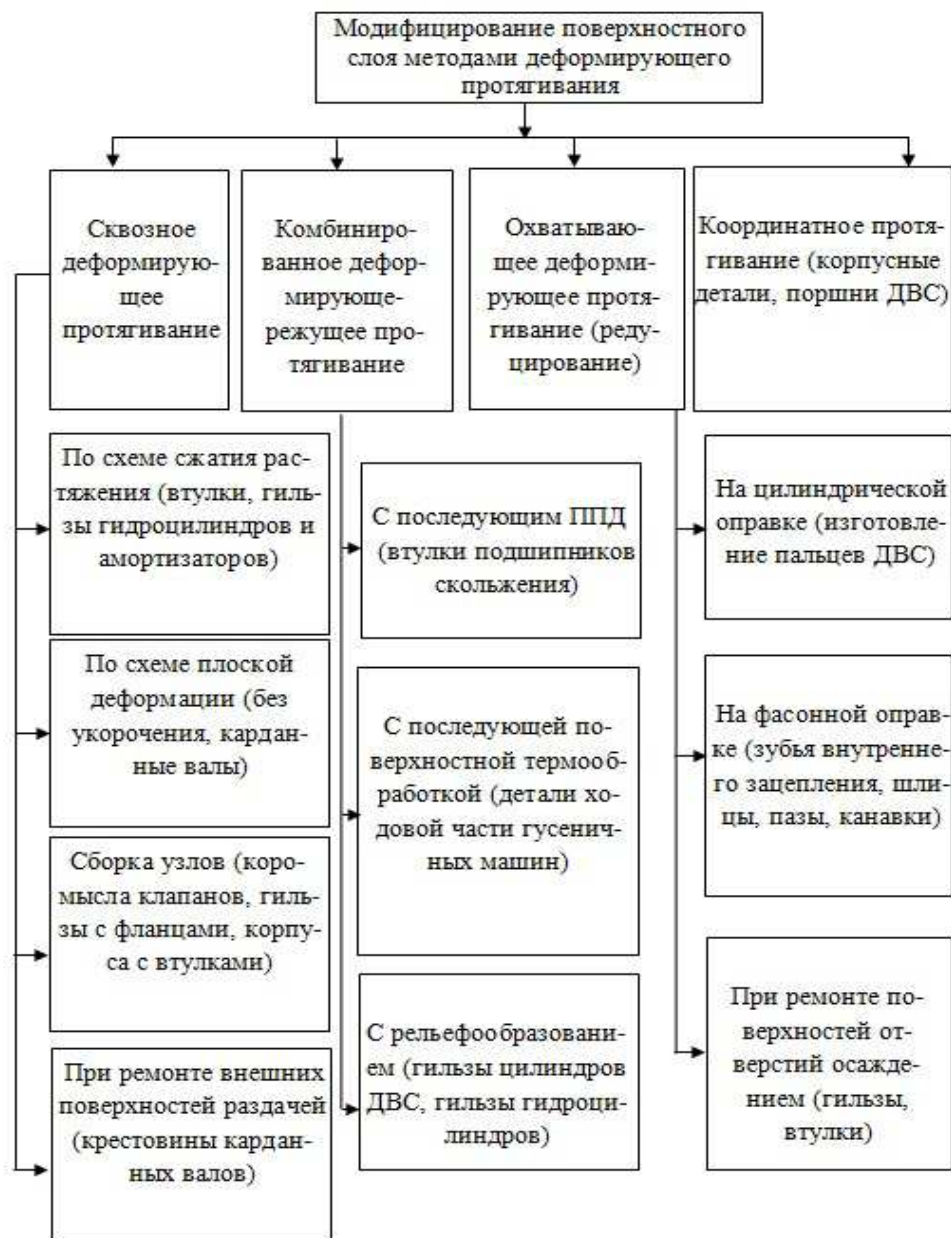 Модифицирование поверхностного
слоя методами деформирующего
протягивания
Сквозное
деформирую-
щее
протягивание
Комбиниро-
ванное дефор-
мирующе-
режущее про-
тягивание
Охватываю-
щее деформи-
рующее протя-
гивание (реду-
цирование)
Координатное протя-
гивание (корпусные
детали, поршни ДВС)
По схеме сжатия рас-
тяжения (втулки, гиль-
зы гидроцилиндров и
амортизаторов)
По схеме плоской
деформации (без
укорочения, кардан-
ные валы)
Сборка узлов (коро-
мысла клапанов, гиль-
зы с фланцами, корпу-
са с втулками)
При ремонте внешних
поверхностей раздачей
(крестовины кардан-
ных валов)
С последующим ППД
(втулки подшипников
скольжения)
С последующей по-
верхностной термооб-
работкой (детали хо-
довой части гусенич-
ных машин)
С рельефообразовани-
ем (гильзы цилиндров
ДВС, гильзы гидроци-
линдров)
На цилиндрической
оправке (изготовле-
ние пальцев ДВС)
На фасонной оправ-
ке (зубья внутренне-
го зацепления, шли-
цы, пазы, канавки)
При ремонте по-
верхностей от-
верстий осажде-
нием (гильзы,
втулки)